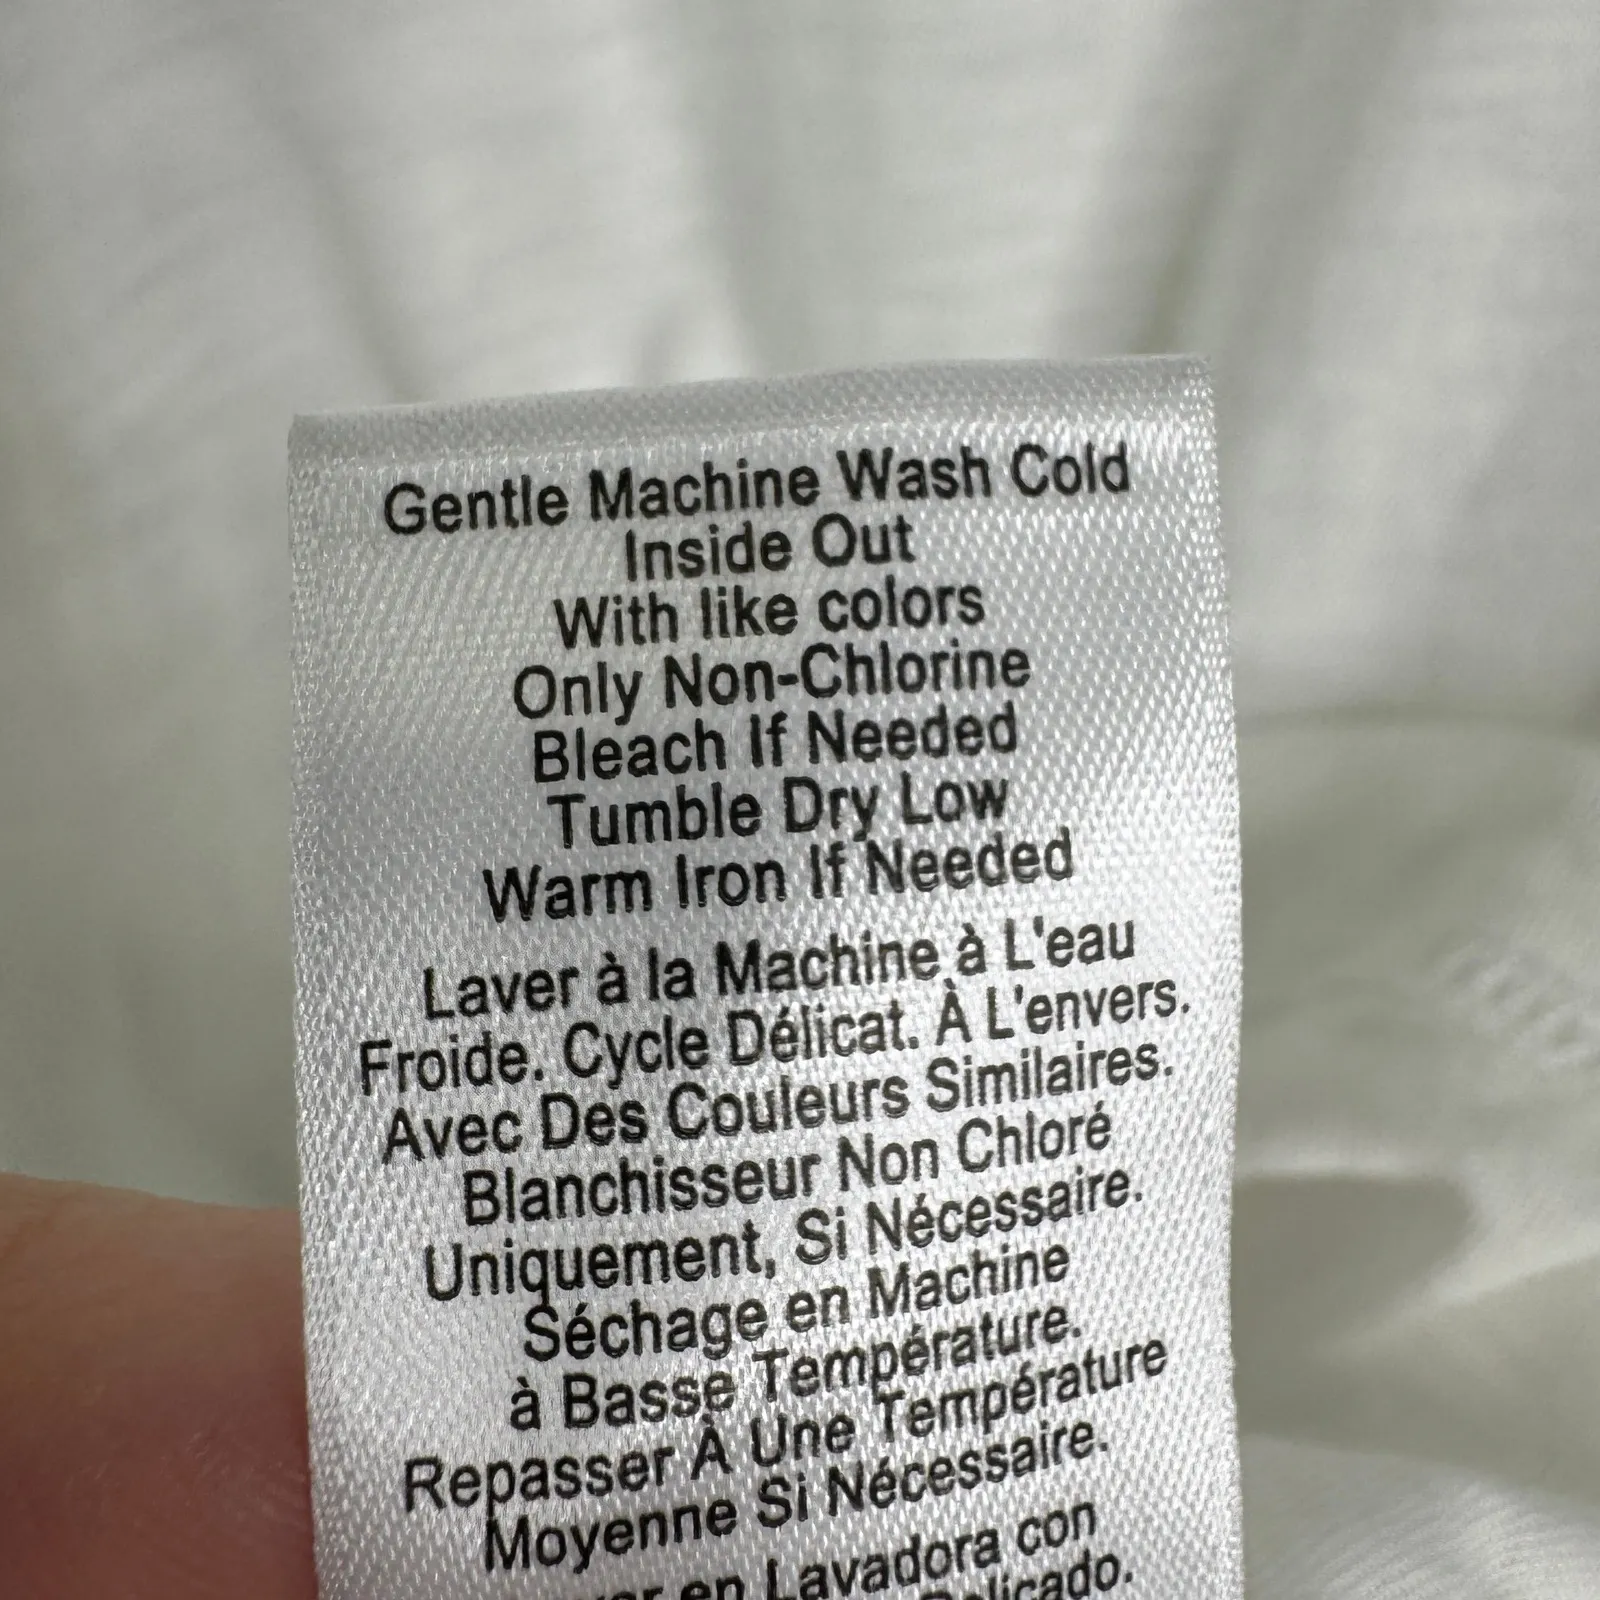 Gentle Machine Wash Cold
Inside Out
With like colors
Only Non-Chlorine
Bleach If Needed
Tumble Dry Low
Warm Iron If Needed
Laver à la Machine à L'eau
Froide. Cycle Délicat. À L'envers.
Avec Des Couleurs Similaires.
Blanchisseur Non Chloré
Uniquement, Si Nécessaire.
Séchage en Machine
à Basse Température.
Repasser À Une Température
Moyenne Si Nécessaire.
en Lavadora con